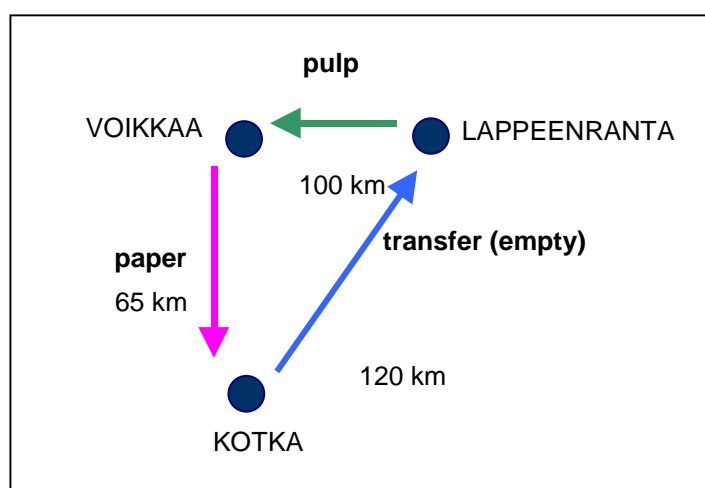 pulp
VOIKKAA
LAPPEENRANTA
100 km
transfer (empty)
paper
65 km
120 km
KOTKA